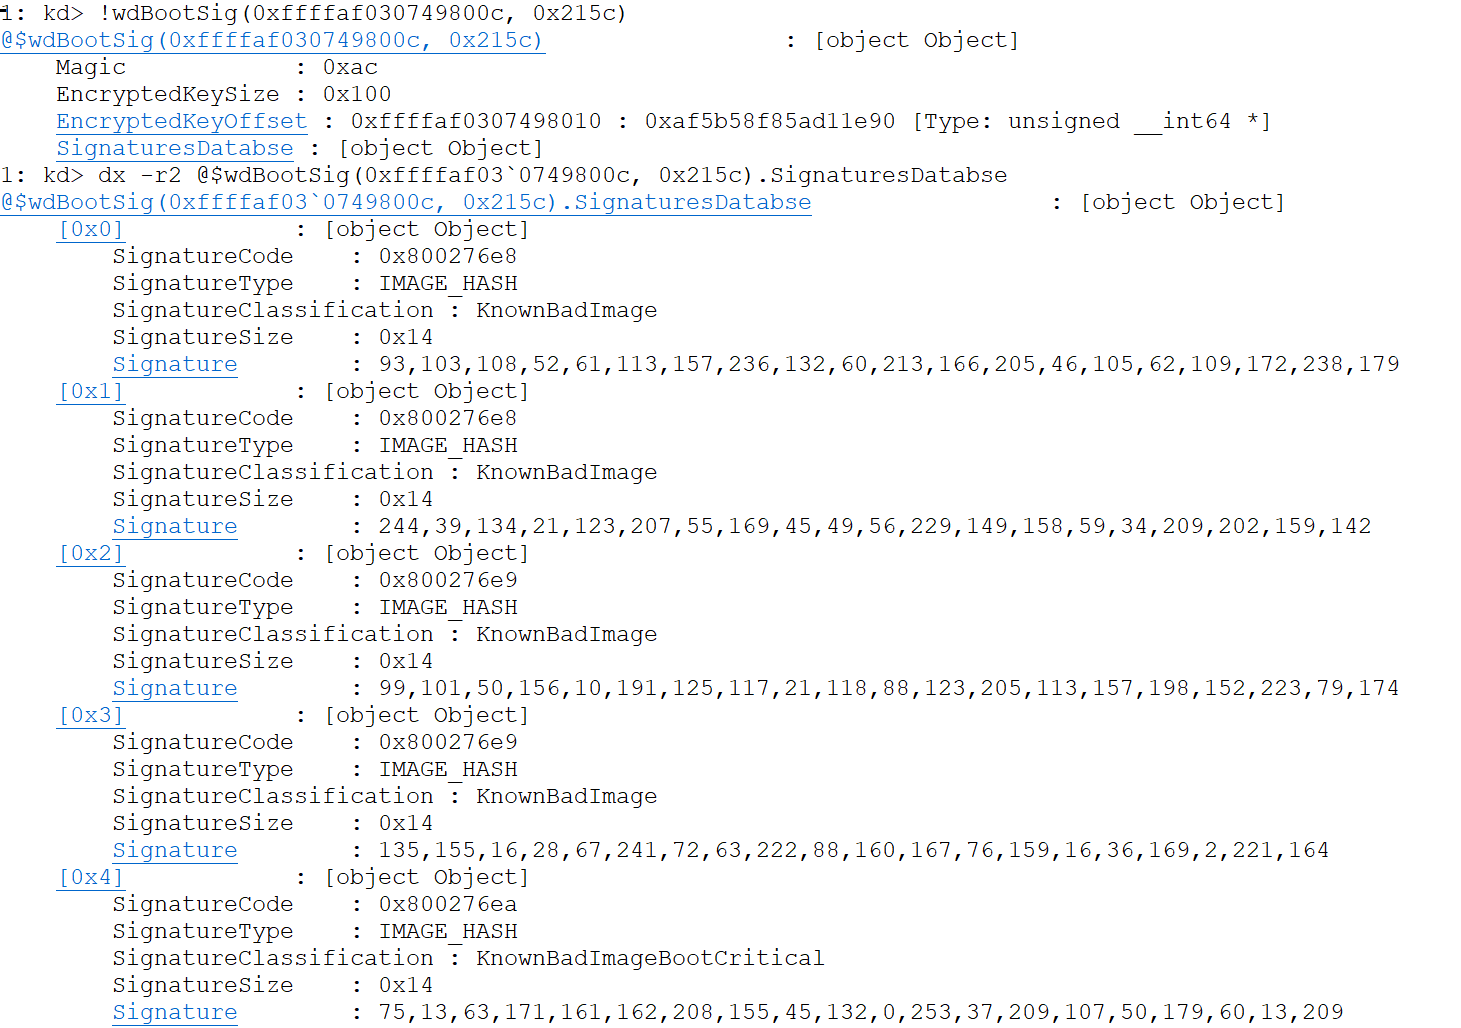 1: kd> !wdBootSig(0xffffaf030749800c, 0x215c)
@$wdBootSig(0xffffaf030749800c, 0x215c) : [object Object]
Magic : 0xac
EncryptedKeySize : 0x100
EncryptedKeyOffset : 0xffffaf0307498010 : 0xaf5b58f85ad11e90 [Type: unsigned __int64 *]
SignaturesDatabse : [object Object]
1: kd> dx -r2 @$wdBootSig(0xffffaf03`0749800c, 0x215c).SignaturesDatabse
@$wdBootSig(0xffffaf03`0749800c, 0x215c).SignaturesDatabse : [object Object]
[0x0] : [object Object]
SignatureCode : 0x800276e8
SignatureType : IMAGE_HASH
SignatureClassification : KnownBadImage
SignatureSize : 0x14
Signature : 93,103,108,52,61,113,157,236,132,60,213,166,205,46,105,62,109,172,238,179
[0x1] : [object Object]
SignatureCode : 0x800276e8
SignatureType : IMAGE_HASH
SignatureClassification : KnownBadImage
SignatureSize : 0x14
Signature : 244,39,134,21,123,207,55,169,45,49,56,229,149,158,59,34,209,202,159,142
[0x2] : [object Object]
SignatureCode : 0x800276e9
SignatureType : IMAGE_HASH
SignatureClassification : KnownBadImage
SignatureSize : 0x14
Signature : 99,101,50,156,10,191,125,117,21,118,88,123,205,113,157,198,152,223,79,174
[0x3] : [object Object]
SignatureCode : 0x800276e9
SignatureType : IMAGE_HASH
SignatureClassification : KnownBadImage
SignatureSize : 0x14
Signature : 135,155,16,28,67,241,72,63,222,88,160,167,76,159,16,36,169,2,221,164
[0x4] : [object Object]
SignatureCode : 0x800276ea
SignatureType : IMAGE_HASH
SignatureClassification : KnownBadImageBootCritical
SignatureSize : 0x14
Signature : 75,13,63,171,161,162,208,155,45,132,0,253,37,209,107,50,179,60,13,209